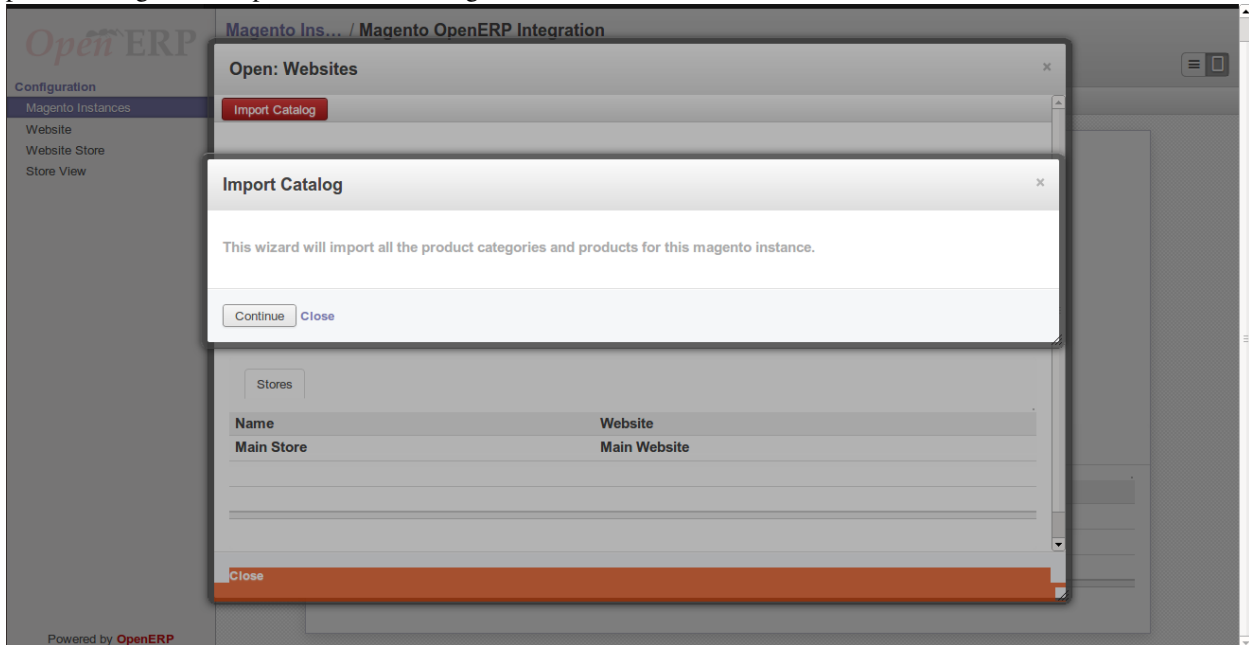 Open ERP
Magento Ins... / Magento OpenERP Integration
Open: Websites
×
Configuration
Magento Instances
Import Catalog
Website
Website Store
Store View
Import Catalog
×
This wizard will import all the product categories and products for this magento instance.
Continue Close
Stores
Name Website
Main Store Main Website
Close
Powered by OpenERP